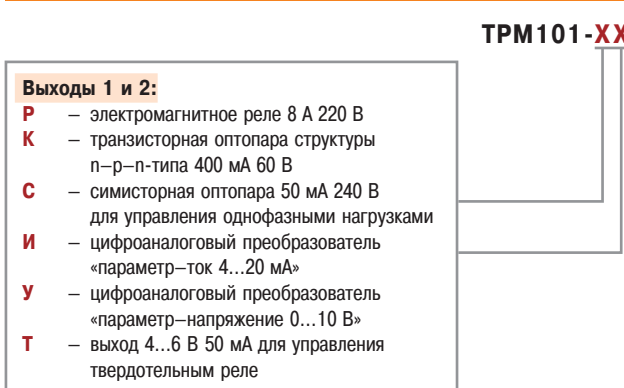 ТРМ101-ХХ
Выходы 1 и 2:
Р – электромагнитное реле 8 А 220 В
К – транзисторная оптопара структуры
n–p–n-типа 400 мА 60 В
С – симисторная оптопара 50 мА 240 В
для управления однофазными нагрузками
И – цифроаналоговый преобразователь
«параметр–ток 4...20 мА»
У – цифроаналоговый преобразователь
«параметр–напряжение 0...10 В»
Т – выход 4...6 В 50 мА для управления
твердотельным реле